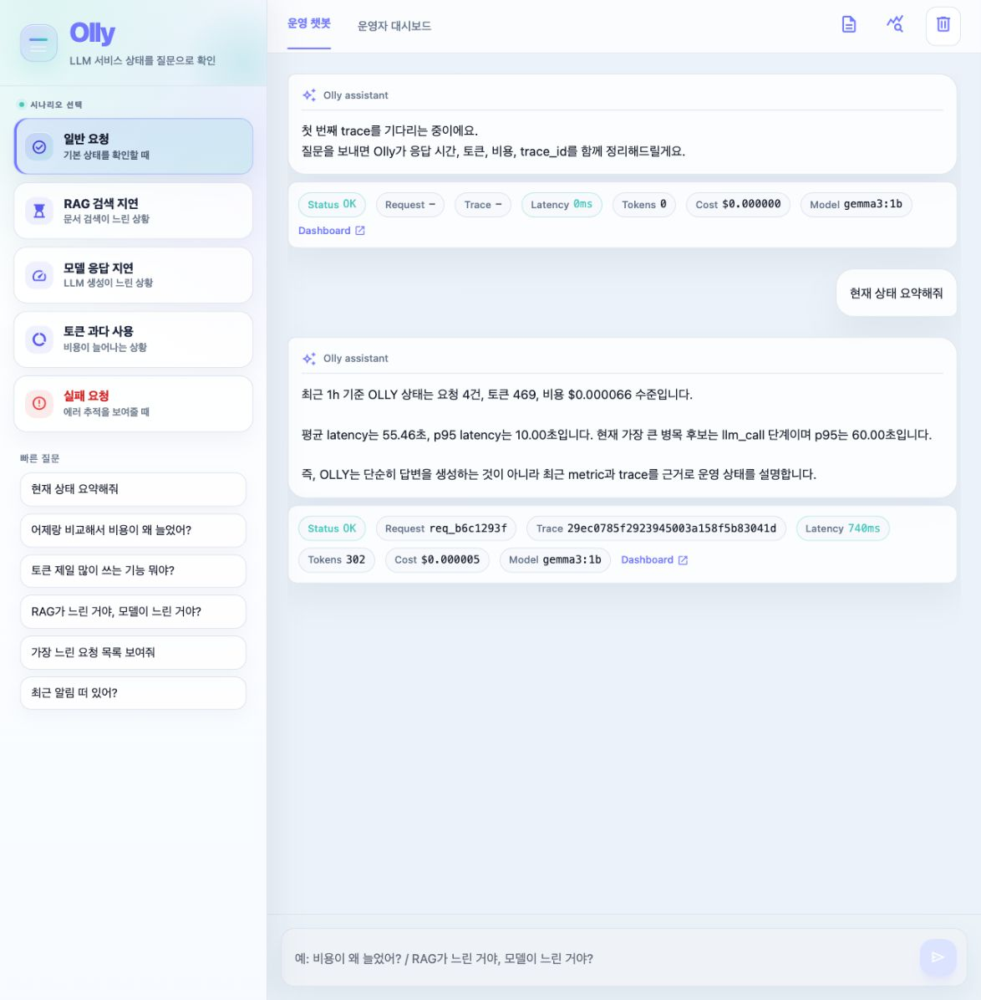 Olly
LLM 서비스 상태를 질문으로 확인
시나리오 선택
일반 요청
기본 상태를 확인할 때
RAG 검색 지연
문서 검색이 느린 상황
모델 응답 지연
LLM 생성이 느린 상황
토큰 과다 사용
비용이 늘어나는 상황
실패 요청
에러 추적을 보여줄 때
빠른 질문
현재 상태 요약해줘
어제랑 비교해서 비용이 왜 늘었어?
토큰 제일 많이 쓰는 기능 뭐야?
RAG가 느린 거야, 모델이 느린 거야?
가장 느린 요청 목록 보여줘
최근 알림 떠 있어?
운영 챗봇 운영자 대시보드
Olly assistant
첫 번째 trace를 기다리는 중이에요.
질문을 보내면 Olly가 응답 시간, 토큰, 비용, trace_id를 함께 정리해드릴게요.
Status OK Request – Trace – Latency 0ms Tokens 0 Cost $0.000000 Model gemma3:1b
Dashboard
현재 상태 요약해줘
Olly assistant
최근 1h 기준 OLLY 상태는 요청 4건, 토큰 469, 비용 $0.000066 수준입니다.
평균 latency는 55.46초, p95 latency는 10.00초입니다. 현재 가장 큰 병목 후보는 llm_call 단계이며 p95는 60.00초입니다.
즉, OLLY는 단순히 답변을 생성하는 것이 아니라 최근 metric과 trace를 근거로 운영 상태를 설명합니다.
Status OK Request req_b6c1293f Trace 29ec0785f2923945003a158f5b83041d Latency 740ms
Tokens 302 Cost $0.000005 Model gemma3:1b Dashboard
예: 비용이 왜 늘었어? / RAG가 느린 거야, 모델이 느린 거야?